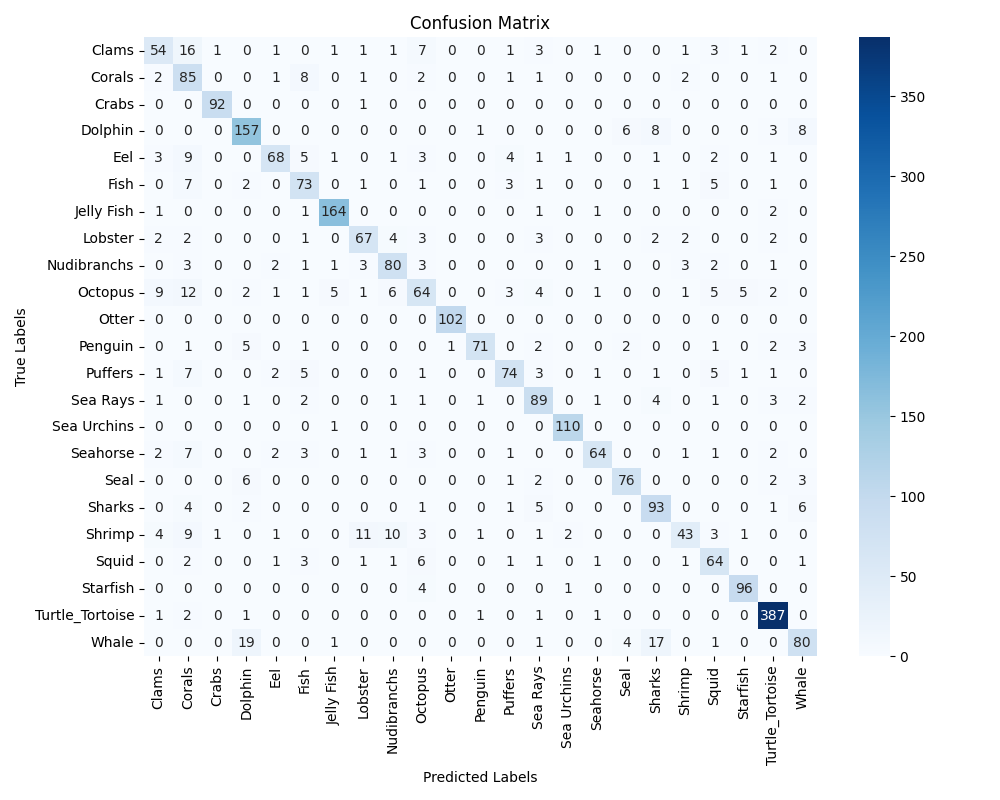 Confusion Matrix
True Labels
Clams 54 16 1 0 1 0 1 1 1 7 0 0 1 3 0 1 0 0 1 3 1 2 0
Corals 2 85 0 0 1 8 0 1 0 2 0 0 1 1 0 0 0 0 2 0 0 1 0
Crabs 0 0 92 0 0 0 0 1 0 0 0 0 0 0 0 0 0 0 0 0 0 0 0
Dolphin 0 0 0 157 0 0 0 0 0 0 0 1 0 0 0 0 6 8 0 0 0 3 8
Eel 3 9 0 0 68 5 1 0 1 3 0 0 4 1 1 0 0 1 0 2 0 1 0
Fish 0 7 0 2 0 73 0 1 0 1 0 0 3 1 0 0 0 1 1 5 0 1 0
Jelly Fish 1 0 0 0 0 1 164 0 0 0 0 0 0 1 0 1 0 0 0 0 0 2 0
Lobster 2 2 0 0 0 1 0 67 4 3 0 0 0 3 0 0 0 2 2 0 0 2 0
Nudibranchs 0 3 0 0 2 1 1 3 80 3 0 0 0 0 0 1 0 0 3 2 0 1 0
Octopus 9 12 0 2 1 1 5 1 6 64 0 0 3 4 0 1 0 0 1 5 5 2 0
Otter 0 0 0 0 0 0 0 0 0 0 102 0 0 0 0 0 0 0 0 0 0 0 0
Penguin 0 1 0 5 0 1 0 0 0 0 1 71 0 2 0 0 2 0 0 1 0 2 3
Puffers 1 7 0 0 2 5 0 0 0 1 0 0 74 3 0 1 0 1 0 5 1 1 0
Sea Rays 1 0 0 1 0 2 0 0 1 1 0 1 0 89 0 1 0 4 0 1 0 3 2
Sea Urchins 0 0 0 0 0 0 1 0 0 0 0 0 0 0 110 0 0 0 0 0 0 0 0
Seahorse 2 7 0 0 2 3 0 1 1 3 0 0 1 0 0 64 0 0 1 1 0 2 0
Seal 0 0 0 6 0 0 0 0 0 0 0 0 1 2 0 0 76 0 0 0 0 2 3
Sharks 0 4 0 2 0 0 0 0 0 1 0 0 1 5 0 0 0 93 0 0 0 1 6
Shrimp 4 9 1 0 1 0 0 11 10 3 0 1 0 1 2 0 0 0 43 3 1 0 0
Squid 0 2 0 0 1 3 0 1 1 6 0 0 1 1 0 1 0 0 1 64 0 0 1
Starfish 0 0 0 0 0 0 0 0 0 4 0 0 0 0 1 0 0 0 0 0 96 0 0
Turtle_Tortoise 1 2 0 1 0 0 0 0 0 0 0 1 0 1 0 1 0 0 0 0 0 387 0
Whale 0 0 0 19 0 0 1 0 0 0 0 0 0 1 0 0 4 17 0 1 0 0 80
Clams Corals Crabs Dolphin Eel Fish Jelly Fish Lobster Nudibranchs Octopus Otter Penguin Puffers Sea Rays Sea Urchins Seahorse Seal Sharks Shrimp Squid Starfish Turtle_Tortoise Whale
Predicted Labels
350
300
250
200
150
100
50
0